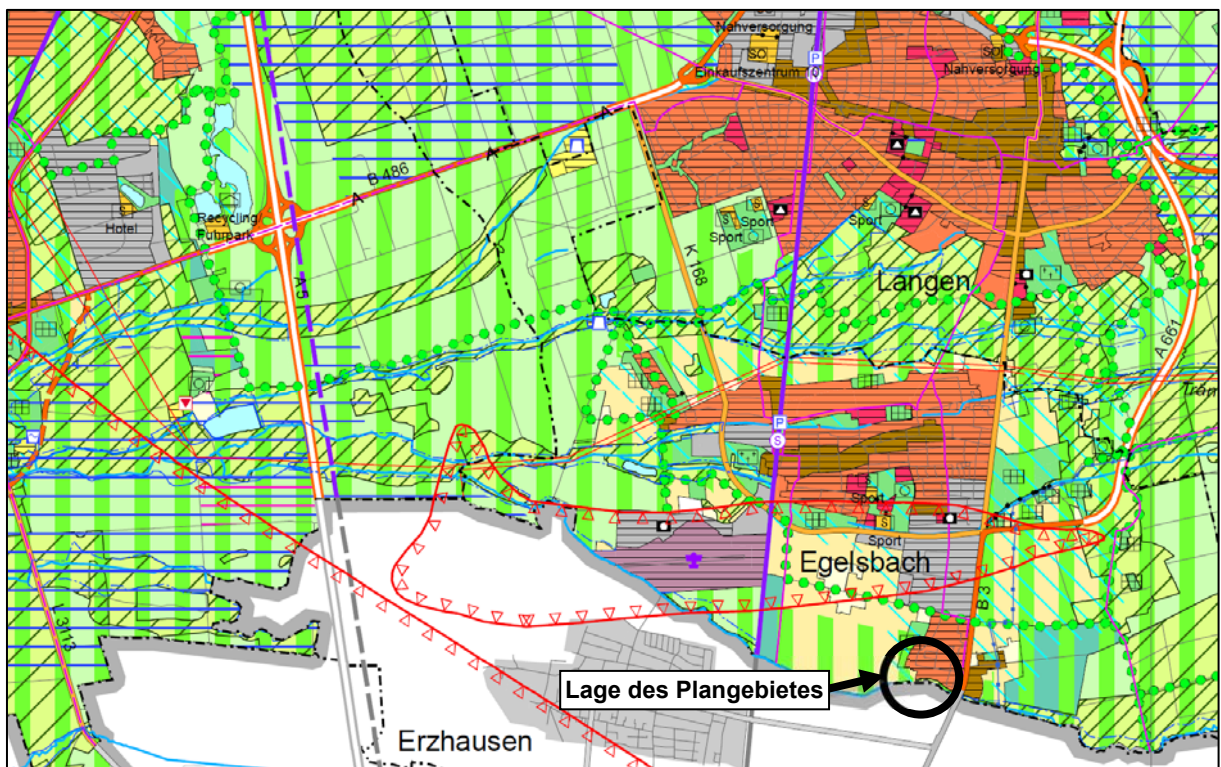 Nahversorgung
SO
Einkaufszentrum
P
SO
Nahversorgung
A
B 486
A
A
Recycling
Fuhrpark
S
Hotel
S
Sport
S
Sport
S
Sport
K 168
Langen
A 5
A 661
P
S
Sport
S
Sport
Egelsbach
B 3
L 3113
Lage des Plangebietes
Erzhausen